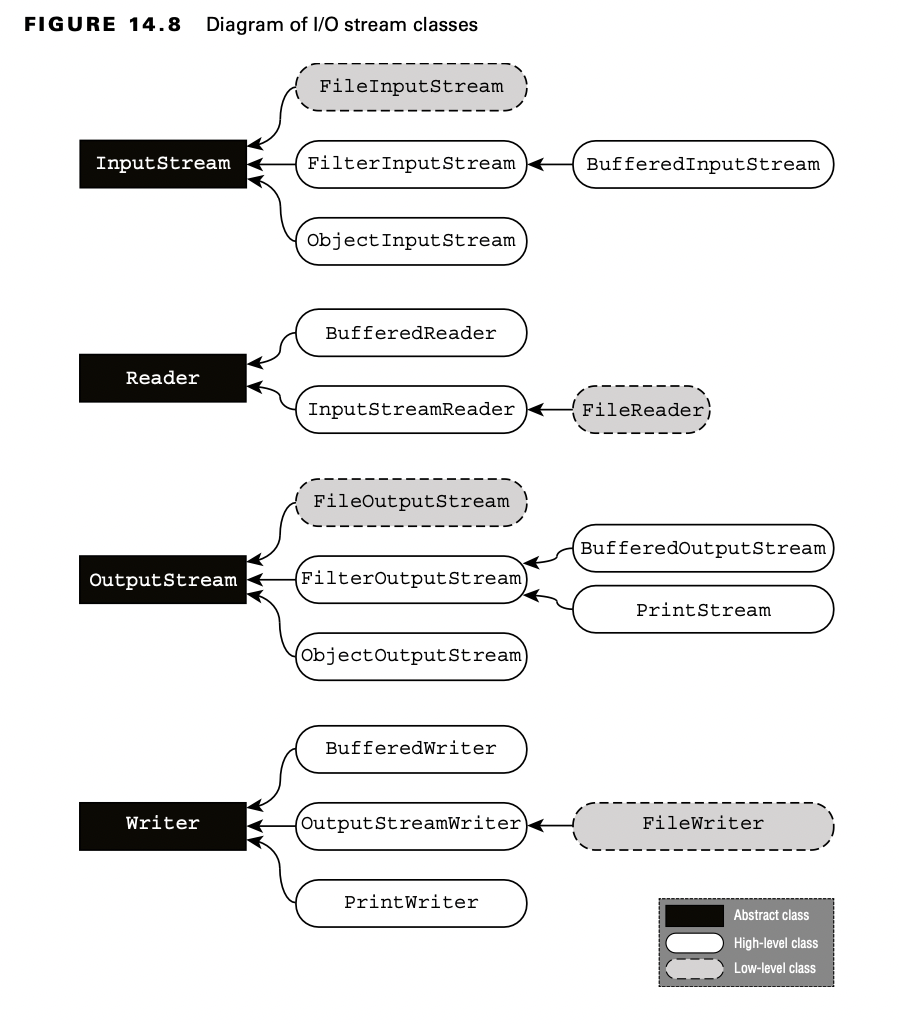 FIGURE 14.8 Diagram of I/O stream classes
FileInputStream
InputStream
FilterInputStream
BufferedInputStream
ObjectInputStream
BufferedReader
Reader
InputStreamReader
FileReader
FileOutputStream
OutputStream
FilterOutputStream
BufferedOutputStream
PrintStream
ObjectOutputStream
BufferedWriter
Writer
OutputStreamWriter
FileWriter
PrintWriter
Abstract class
High-level class
Low-level class